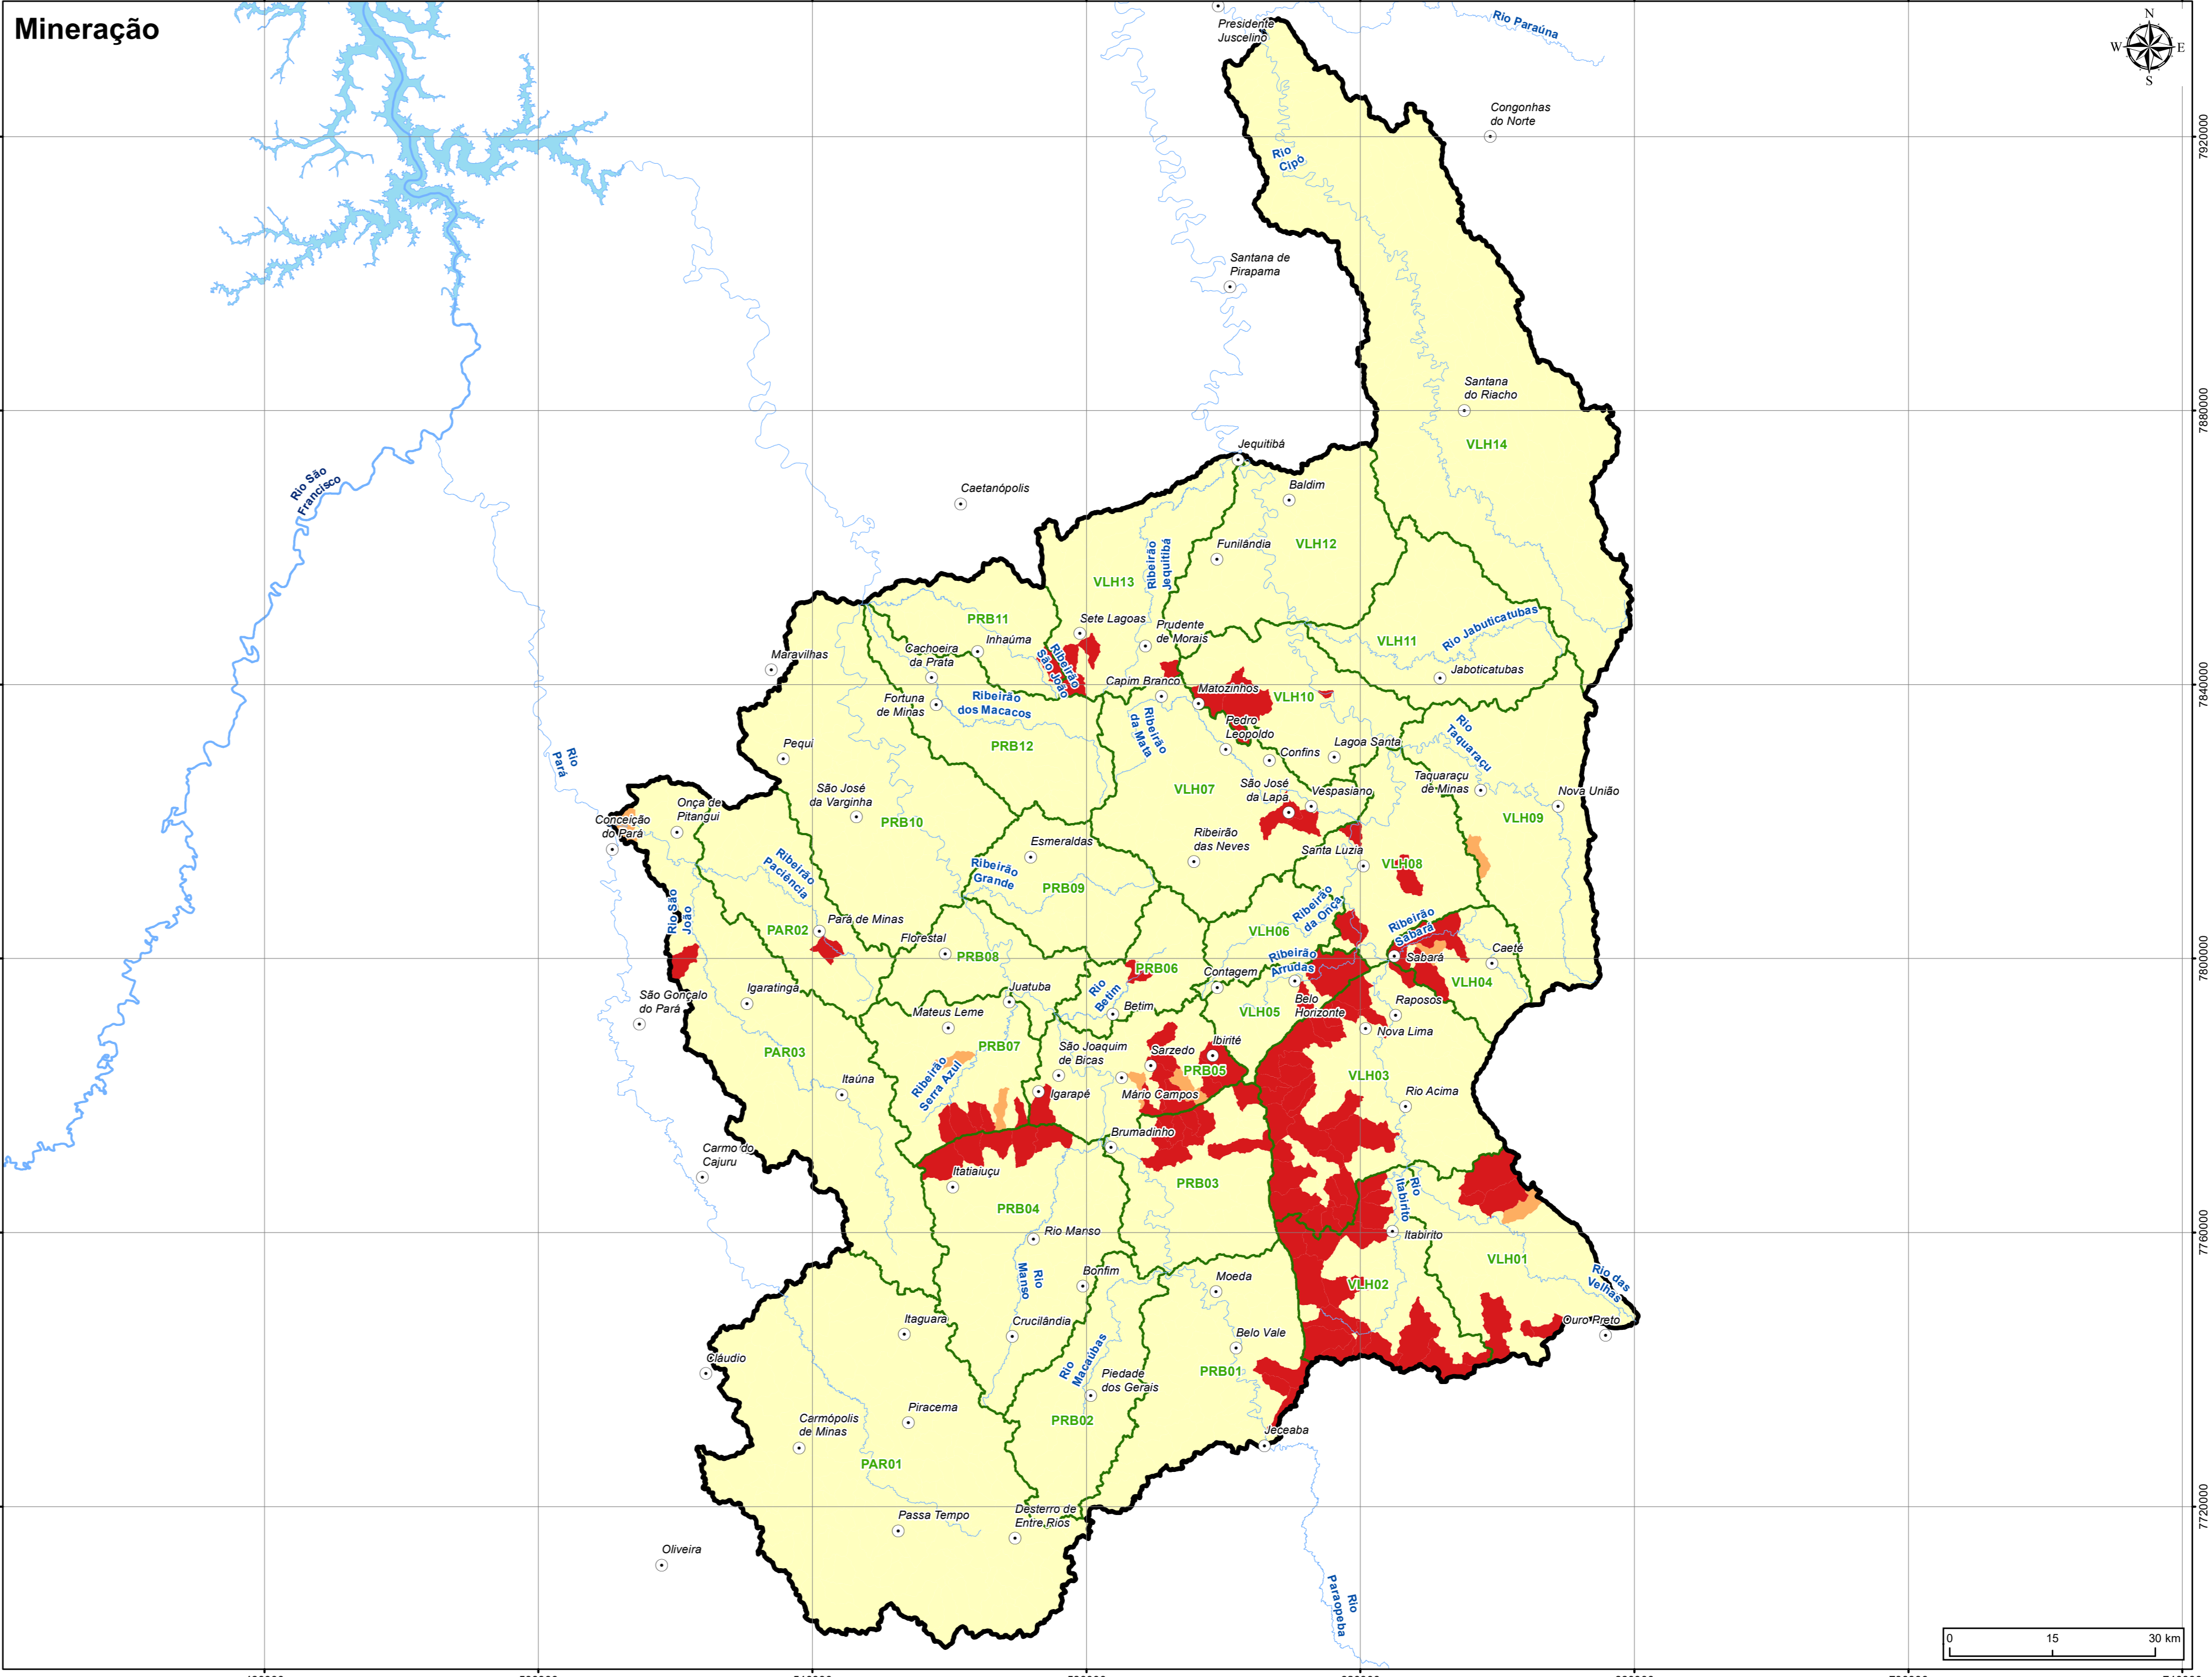 Mineração
N
W
E
S
Presidente
Juscelino
Rio Paraúna
Congonhas
do Norte
7920000
Rio
Cipó
Santana de
Pirapama
Santana
do Riacho
7880000
VLH14
Jequitibá
Rio São
Francisco
Caetanópolis
Baldim
Funilândia
VLH12
Ribeirão
Jequitibá
VLH13
PRB11
Sete Lagoas
Prudente
de Morais
VLH11
Rio Jabuticatubas
Inhaúma
Cachoeira
da Prata
Ribeirão
São João
Maravilhas
Jaboticatubas
Capim Branco
Matozinhos
VLH10
7840000
Fortuna
de Minas
Ribeirão
dos Macacos
Ribeirão
da Mata
Pedro
Leopoldo
Rio
Taquaraçu
PRB12
Pequi
Confins
Lagoa Santa
Rio
Pará
São José
da Varginha
VLH07
São José
da Lapa
Vespasiano
Taquaraçu
de Minas
Nova União
Onça de
Pitangui
Conceição
do Pará
PRB10
VLH09
Esmeraldas
Ribeirão
das Neves
Santa Luzia
VLH08
Ribeirão
Paciência
Ribeirão
Grande
PRB09
Rio São
João
Ribeirão
da Onça
Ribeirão
Sabará
PAR02
Pará de Minas
Florestal
PRB08
VLH06
Caeté
Ribeirão
Arrudas
Sabará
7800000
PRB06
Contagem
VLH04
São Gonçalo
do Pará
Igaratinga
Juatuba
Rio
Betim
Betim
VLH05
Belo
Horizonte
Raposos
Mateus Leme
Nova Lima
PAR03
PRB07
São Joaquim
de Bicas
Sarzedo
Ibirité
PRB05
VLH03
Ribeirão
Serra Azul
Itaúna
Igarapé
Mário Campos
Rio Acima
Brumadinho
Carmo do
Cajuru
Itatiaiuçu
PRB03
Rio
Itabirito
PRB04
Rio Manso
Itabirito
7760000
VLH01
Rio
Manso
Bonfim
Moeda
VLH02
Rio das
Velhas
Itaguara
Crucilândia
Belo Vale
Ouro Preto
Cláudio
Rio
Macaúbas
Piedade
dos Gerais
PRB01
Carmópolis
de Minas
Piracema
PRB02
Jeceaba
PAR01
Passa Tempo
Desterro de
Entre Rios
7720000
Oliveira
Rio
Paraopeba
0 15 30 km